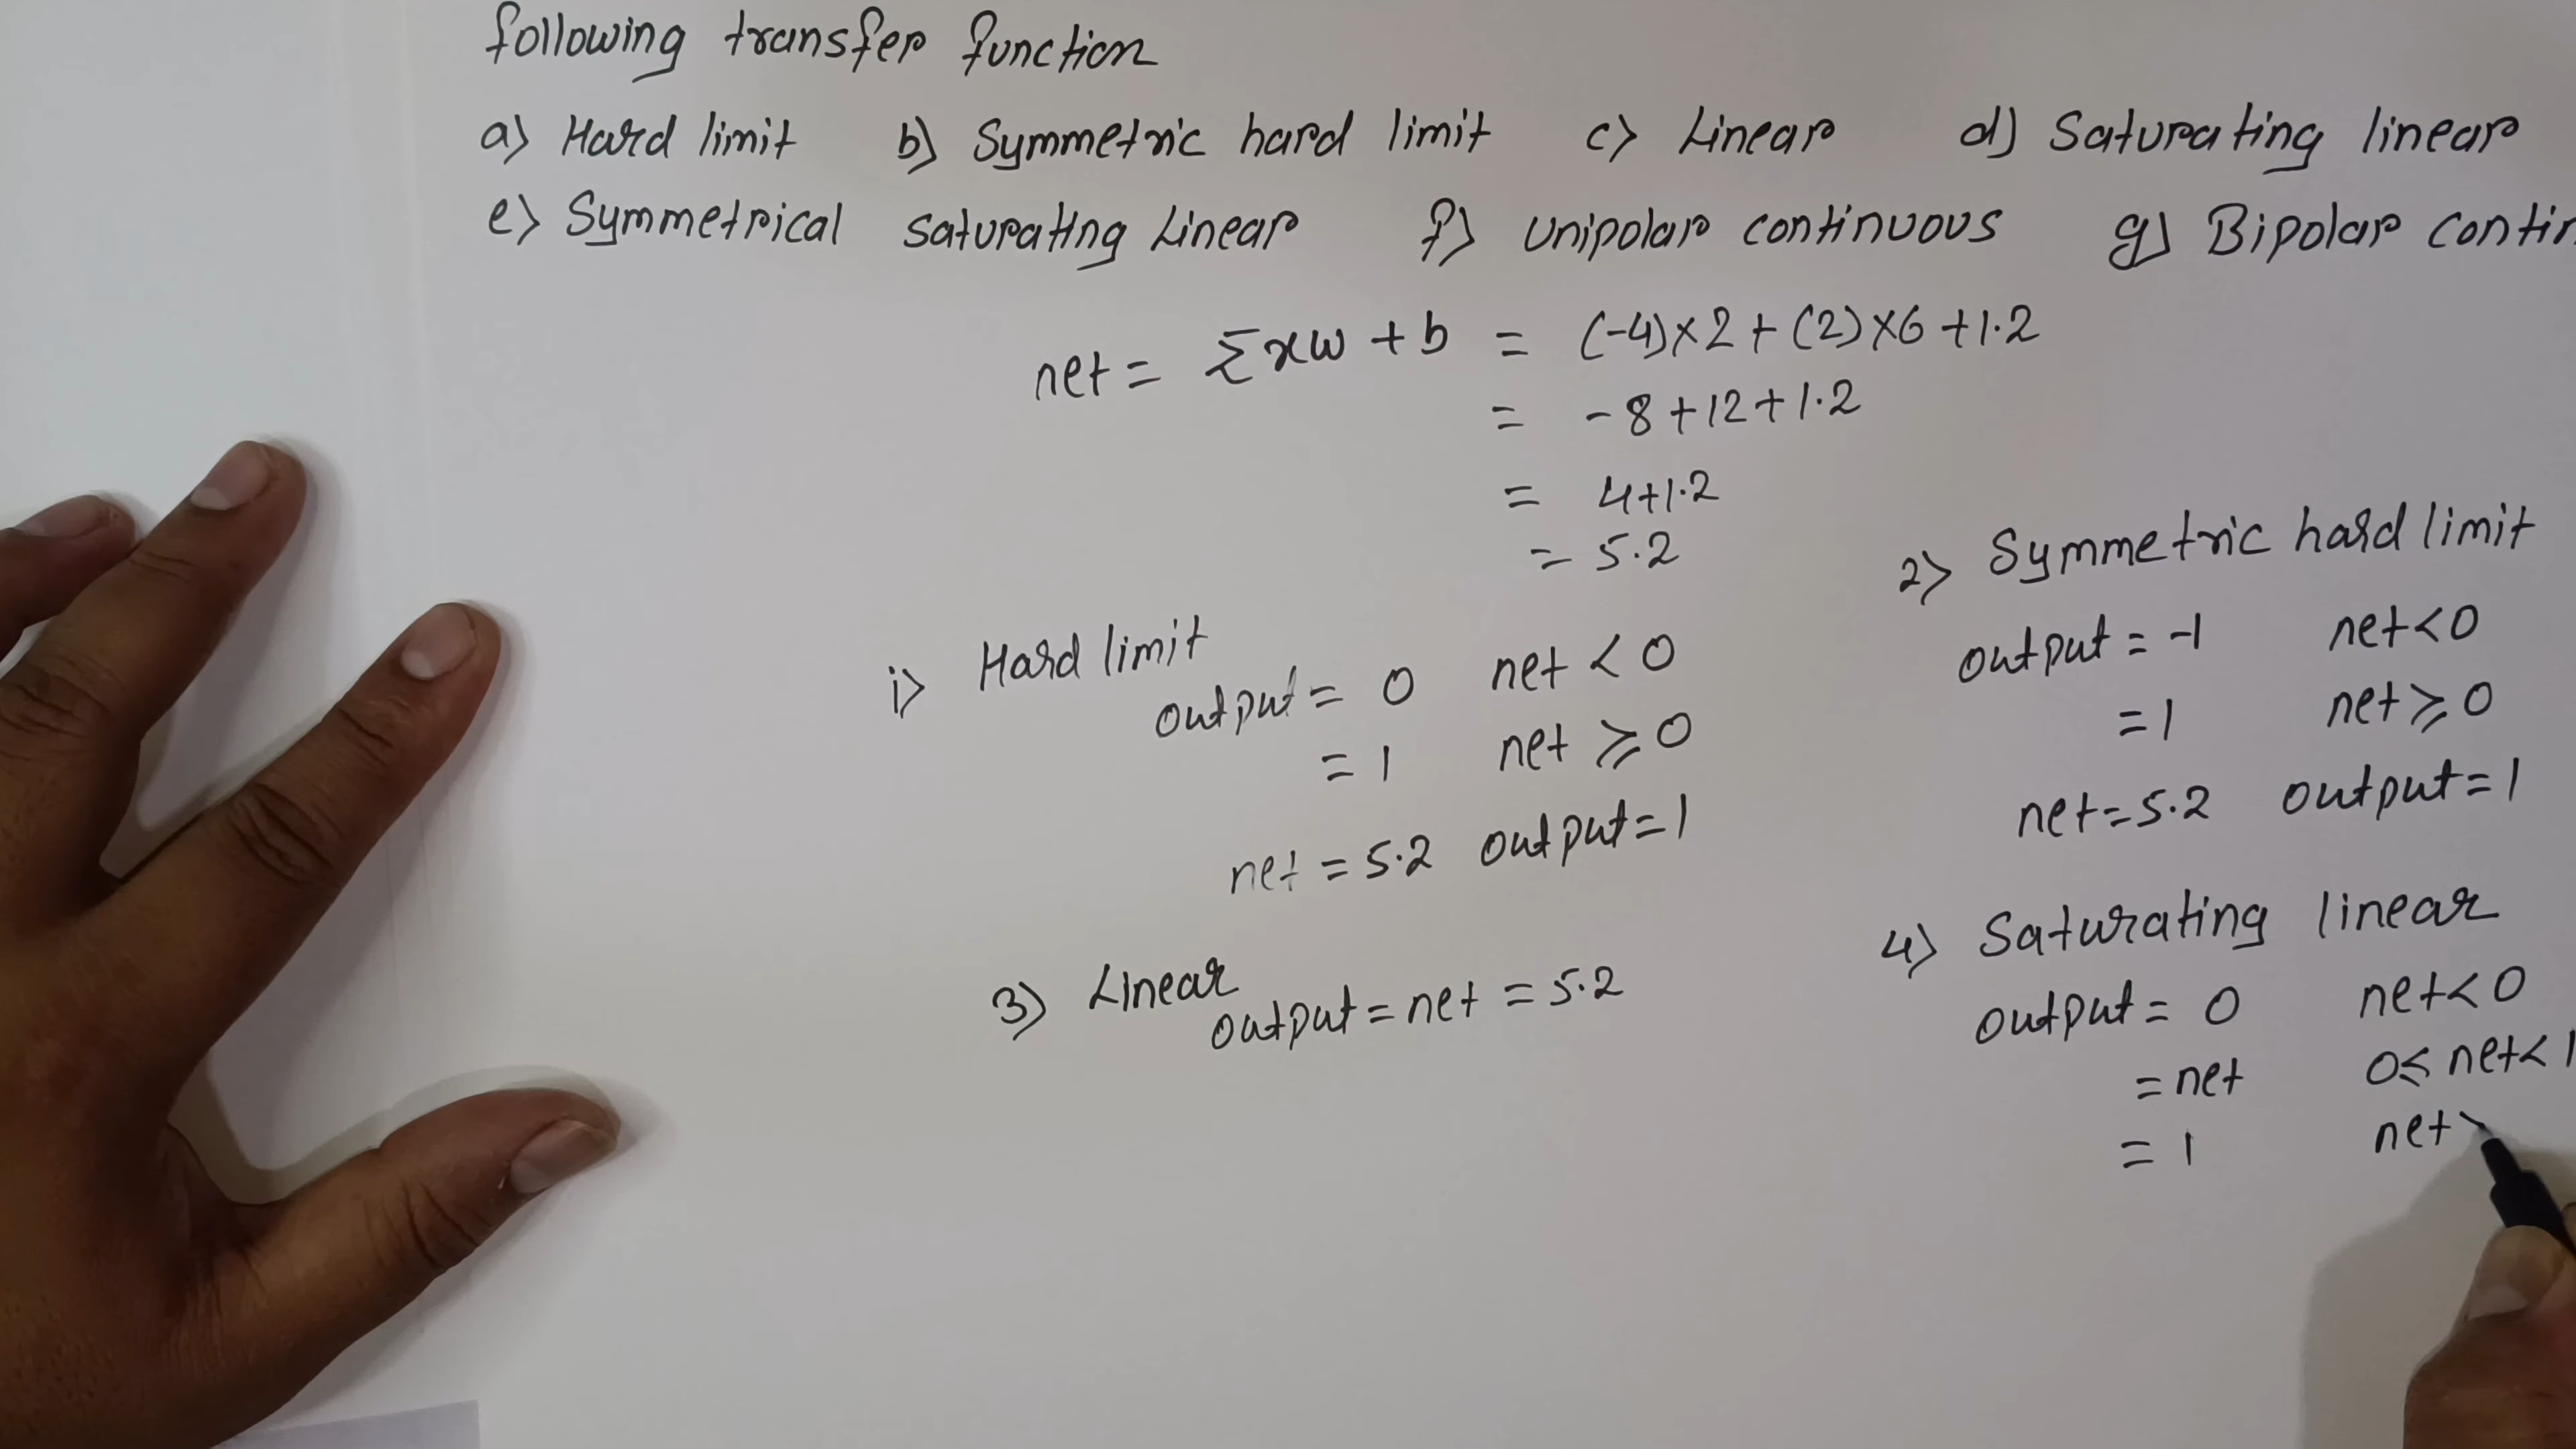 following transfer function
a) Hard limit b) Symmetric hard limit c) Linear d) Saturating linear
e) Symmetrical saturating Linear f) Unipolar continuous g) Bipolar
net = Σxw + b = (-4)×2 + (2)×6 + 1.2
= -8 + 12 + 1.2
= 4+1.2
= 5.2
1) Hard limit
output = 0 net < 0
= 1 net ≥ 0
net = 5.2 output = 1
2) Symmetric hard limit
output = -1 net < 0
= 1 net ≥ 0
net = 5.2 output = 1
3) Linear
output = net = 5.2
4) Saturating linear
output = 0 net < 0
= net 0 ≤ net < 1
= 1 net >